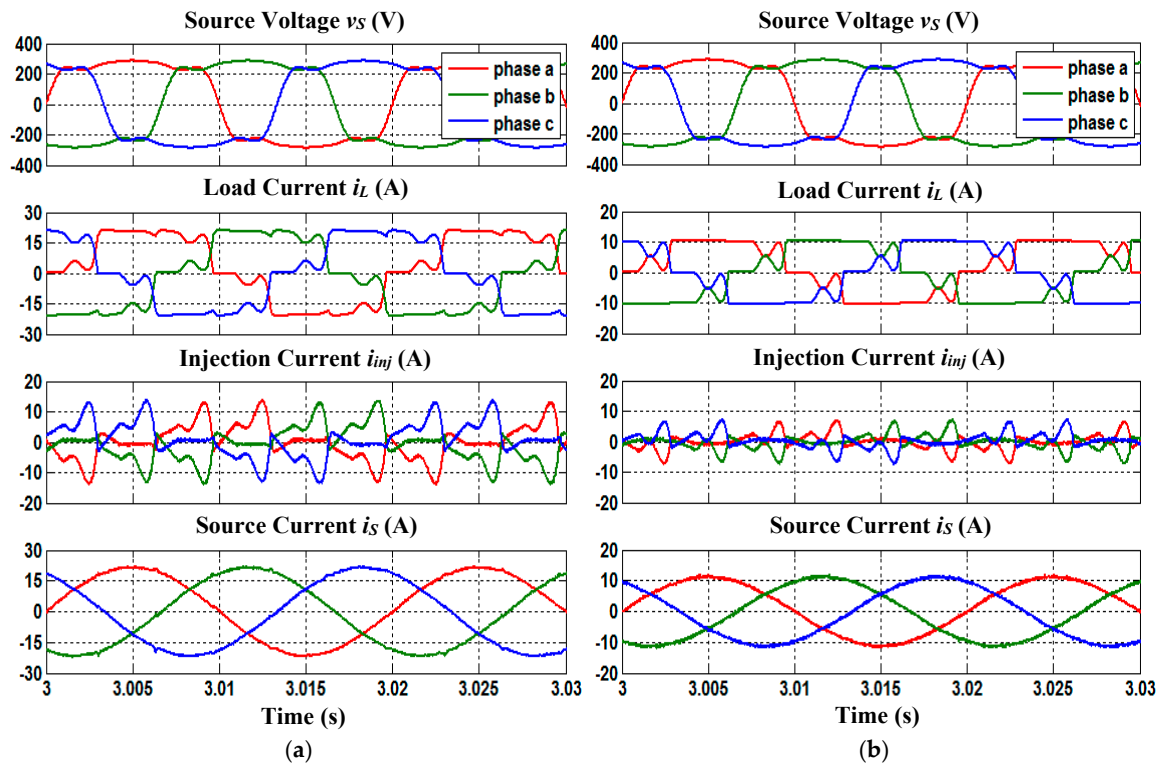 Source Voltage vS (V)
400
200
0
-200
-400
phase a
phase b
phase c
Load Current iL (A)
30
15
0
-15
-30
Injection Current iinj (A)
20
10
0
-10
-20
Source Current iS (A)
30
15
0
-15
-30
3 3.005 3.01 3.015 3.02 3.025 3.03
Time (s)
(a)
Source Voltage vS (V)
400
200
0
-200
-400
phase a
phase b
phase c
Load Current iL (A)
20
10
0
-10
-20
Injection Current iinj (A)
20
10
0
-10
-20
Source Current iS (A)
20
10
0
-10
-20
3 3.005 3.01 3.015 3.02 3.025 3.03
Time (s)
(b)